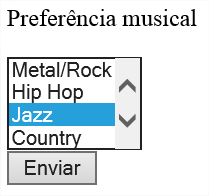 Preferência musical
Metal/Rock
Hip Hop
Jazz
Country
Enviar